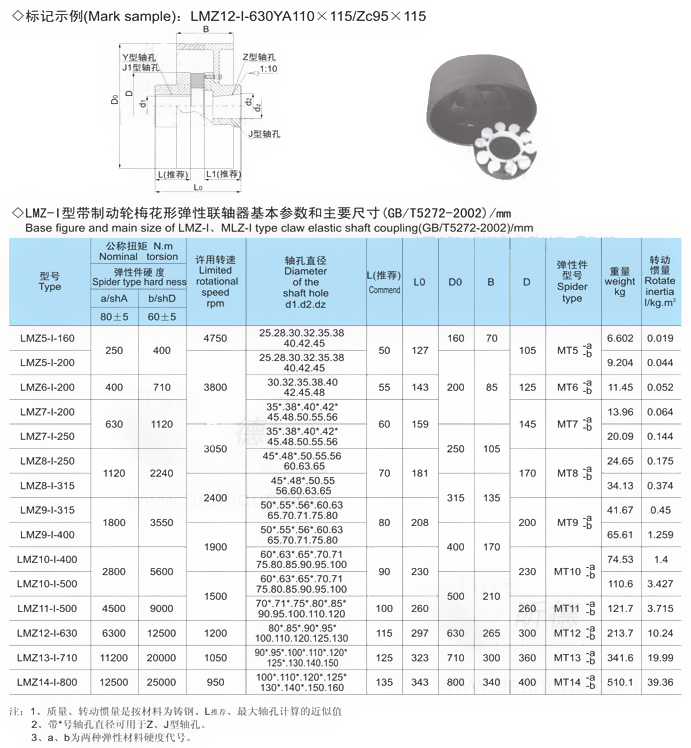 ◇标记示例(Mark sample)：LMZ12-I-630YA110×115/Zc95×115
B
Y型轴孔
J1型轴孔
Z型轴孔
1:10
D0
D
d1
d2
dz
J型轴孔
L(推荐)
L1(推荐)
L0
◇LMZ-I型带制动轮梅花形弹性联轴器基本参数和主要尺寸(GB/T5272-2002)/mm
Base figure and main size of LMZ-I、MLZ-I type claw elastic shaft coupling(GB/T5272-2002)/mm
型号 Type
公称扭矩 N.m
Nominal torsion
弹性件硬度
Spider type hard ness
a/shA b/shD
80±5 60±5
许用转速 Limited rotational speed rpm
轴孔直径 Diameter of the shaft hole d1.d2.dz
L(推荐) Commend
L0
D0
B
D
弹性件型号 Spider type
重量 weight kg
转动惯量 Rotate inertia I/kg.m²
LMZ5-I-160 250 400 4750 25.28.30.32.35.38 40.42.45 50 127 160 70 105 MT5 -a -b 6.602 0.019
LMZ5-I-200 3800 25.28.30.32.35.38 40.42.45 200 85 9.204 0.044
LMZ6-I-200 400 710 30.32.35.38.40 42.45.48 55 143 125 MT6 -a -b 11.45 0.052
LMZ7-I-200 630 1120 35*.38*.40*.42* 45.48.50.55.56 60 159 145 MT7 -a -b 13.96 0.064
LMZ7-I-250 3050 35*.38*.40*.42* 45.48.50.55.56 250 105 20.09 0.144
LMZ8-I-250 1120 2240 45*.48*.50.55.56 60.63.65 70 181 170 MT8 -a -b 24.65 0.175
LMZ8-I-315 2400 45*.48*.50.55 56.60.63.65 315 135 34.13 0.374
LMZ9-I-315 1800 3550 50*.55*.56*.60.63 65.70.71.75.80 80 208 200 MT9 -a -b 41.67 0.45
LMZ9-I-400 1900 50*.55*.56*.60.63 65.70.71.75.80 400 170 65.61 1.259
LMZ10-I-400 2800 5600 60*.63*.65*.70.71 75.80.85.90.95.100 90 230 230 MT10 -a -b 74.53 1.4
LMZ10-I-500 1500 60*.63*.65*.70.71 75.80.85.90.95.100 500 210 110.6 3.427
LMZ11-I-500 4500 9000 70*.71*.75*.80*.85* 90.95.100.110.120 100 260 260 MT11 -a -b 121.7 3.715
LMZ12-I-630 6300 12500 1200 80*.85*.90*.95* 100.110.120.125.130 115 297 630 265 300 MT12 -a -b 213.7 10.24
LMZ13-I-710 11200 20000 1050 90*.95*.100*.110*.120* 125*.130.140.150 125 323 710 300 360 MT13 -a -b 341.6 19.99
LMZ14-I-800 12500 25000 950 100*.110*.120*.125* 130*.140*.150.160 135 343 800 340 400 MT14 -a -b 510.1 39.36
注：1、质量、转动惯量是按材料为铸钢、L推荐、最大轴孔计算的近似值
2、带*号轴孔直径可用于Z、J型轴孔。
3、a、b为两种弹性材料硬度代号。